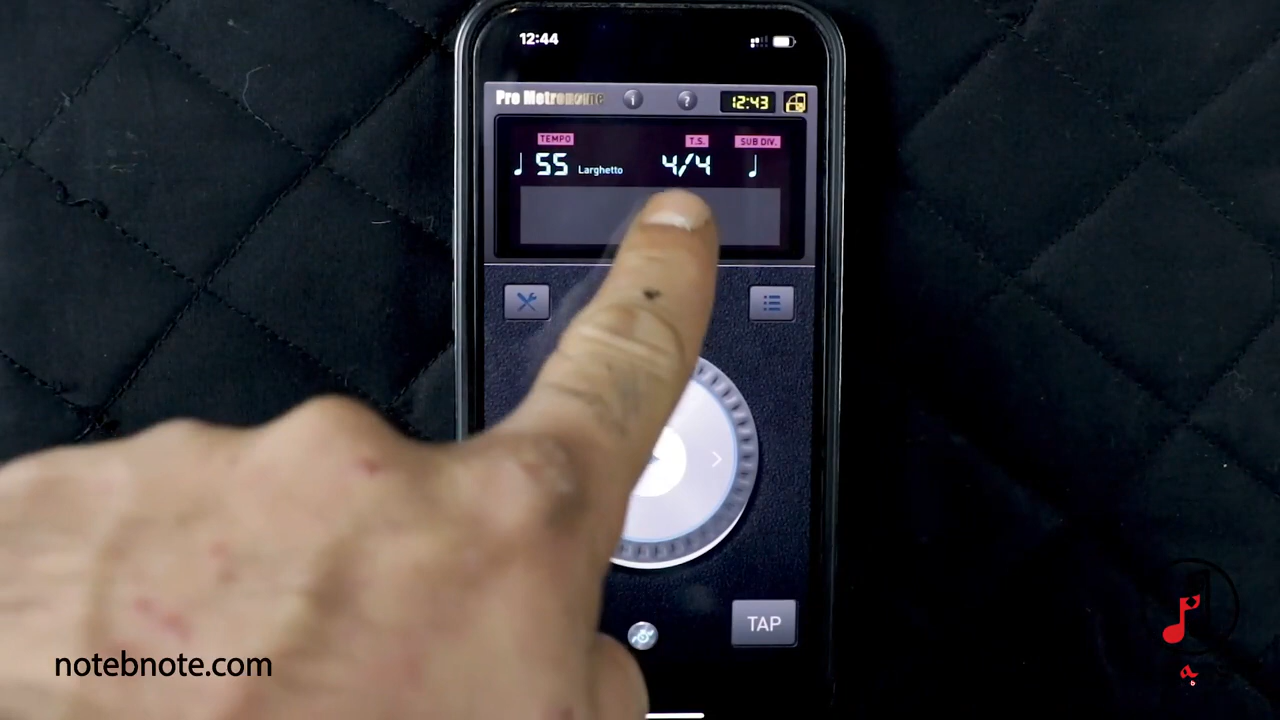 12:44
Pro Metronome i ? 12:43
TEMPO T.S. SUB DIV.
55 Larghetto 4/4
TAP
notebnote.com